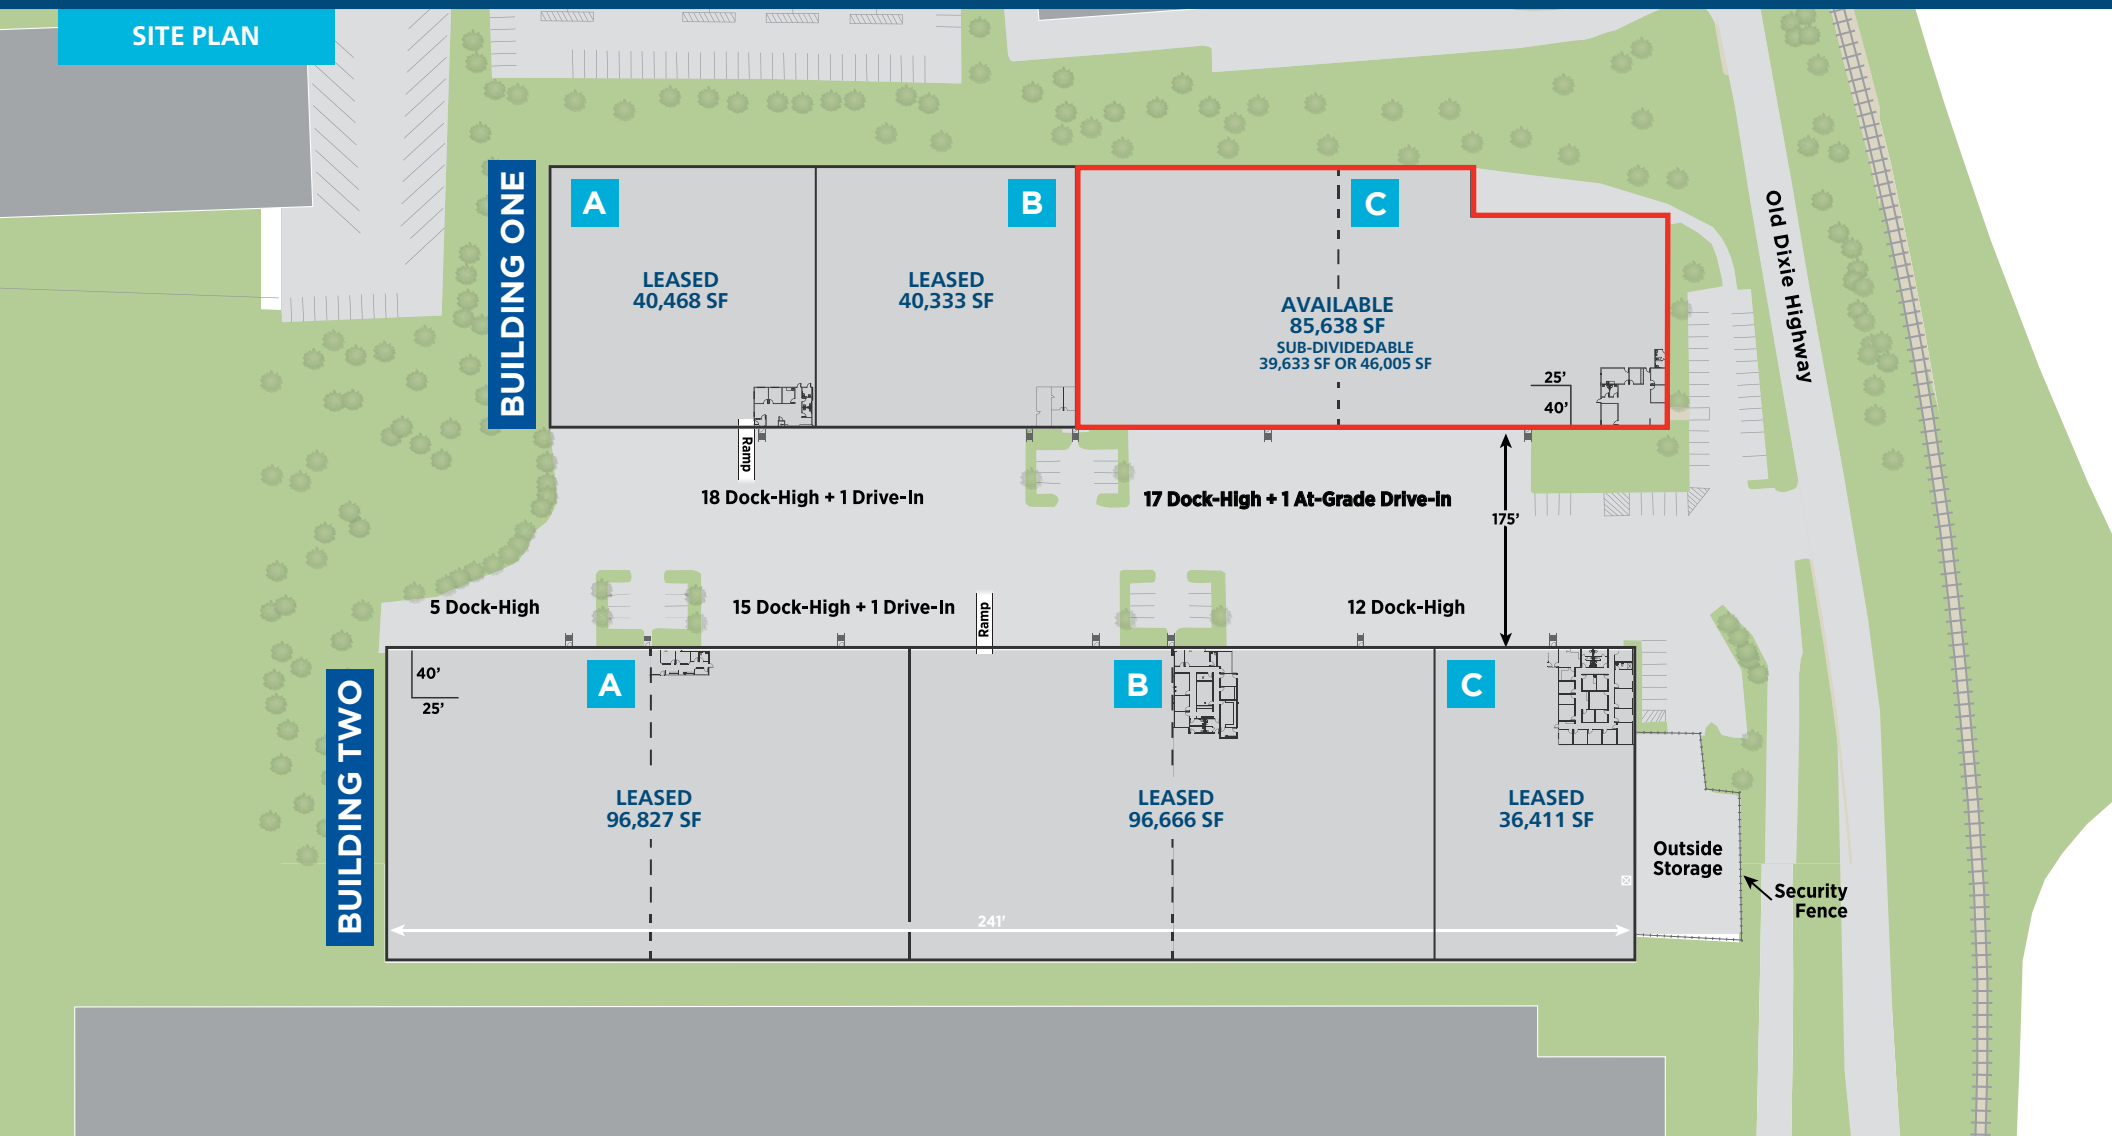 SITE PLAN
BUILDING ONE
A
B
C
LEASED
40,468 SF
LEASED
40,333 SF
AVAILABLE
85,638 SF
SUB-DIVIDEDABLE
39,633 SF OR 46,005 SF
25’
40’
Old Dixie Highway
Ramp
18 Dock-High + 1 Drive-In
17 Dock-High + 1 At-Grade Drive-in
175’
5 Dock-High
15 Dock-High + 1 Drive-In
Ramp
12 Dock-High
BUILDING TWO
40’
25’
A
B
C
LEASED
96,827 SF
LEASED
96,666 SF
LEASED
36,411 SF
Outside
Storage
Security
Fence
241’